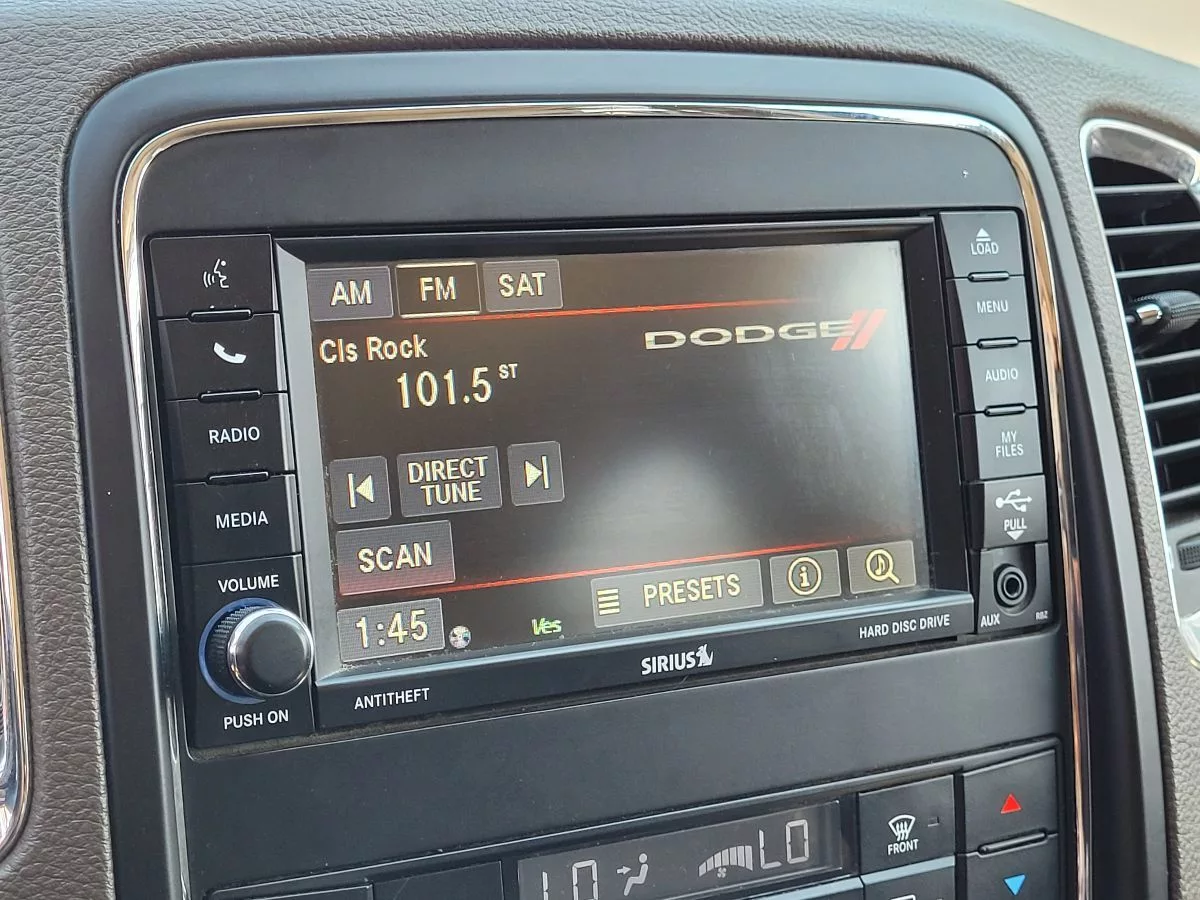 AM FM SAT
Cls Rock
DODGE
101.5 ST
DIRECT
TUNE
SCAN
PRESETS
1:45
Ves
RADIO
MEDIA
VOLUME
PUSH ON
ANTITHEFT
SIRIUS
HARD DISC DRIVE
LOAD
MENU
AUDIO
MY
FILES
PULL
AUX RBZ
LO
LO
FRONT